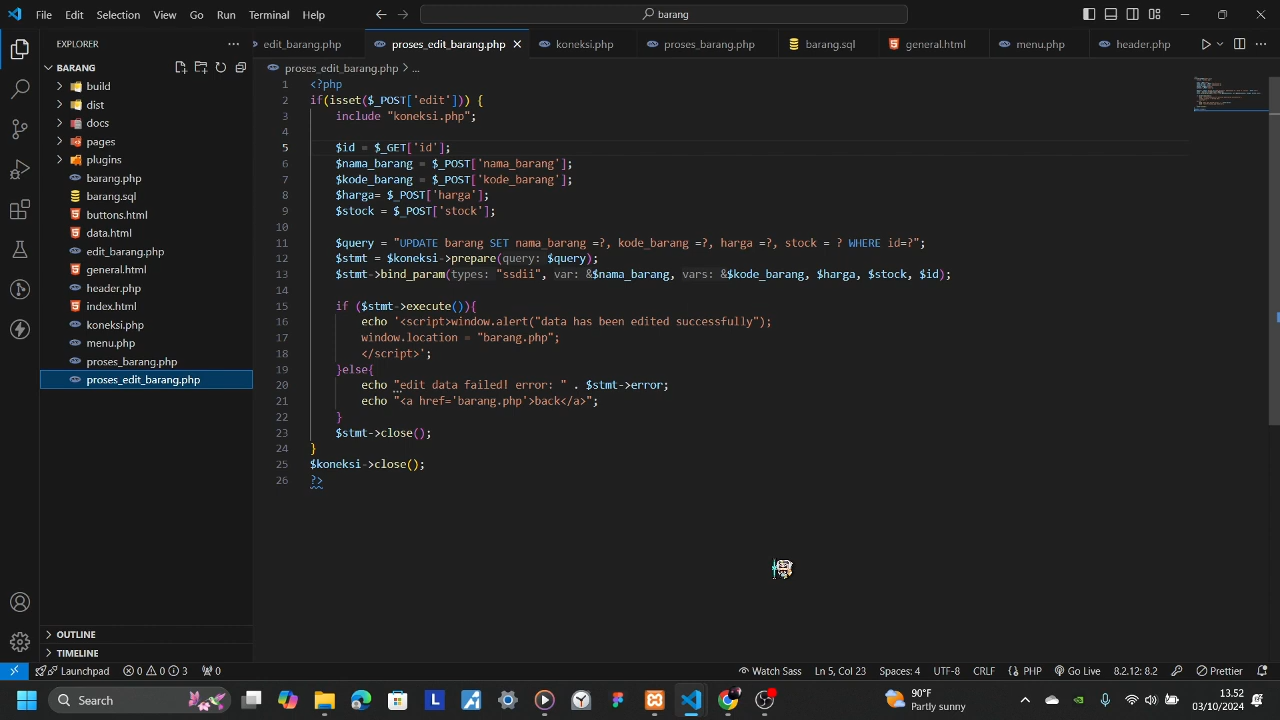 File Edit Selection View Go Run Terminal Help
barang
EXPLORER
edit_barang.php
proses_edit_barang.php
koneksi.php
proses_barang.php
barang.sql
general.html
menu.php
header.php
BARANG
build
dist
docs
pages
plugins
barang.php
barang.sql
buttons.html
data.html
edit_barang.php
general.html
header.php
index.html
koneksi.php
menu.php
proses_barang.php
proses_edit_barang.php
OUTLINE
TIMELINE
proses_edit_barang.php > ...
1 <?php
2 if(isset($_POST['edit'])) {
3 include "koneksi.php";
4
5 $id = $_GET['id'];
6 $nama_barang = $_POST['nama_barang'];
7 $kode_barang = $_POST['kode_barang'];
8 $harga= $_POST['harga'];
9 $stock = $_POST['stock'];
10
11 $query = "UPDATE barang SET nama_barang =?, kode_barang =?, harga =?, stock = ? WHERE id=?";
12 $stmt = $koneksi->prepare(query: $query);
13 $stmt->bind_param(types: "ssdii", var: &$nama_barang, vars: &$kode_barang, $harga, $stock, $id);
14
15 if ($stmt->execute()){
16 echo '<script>window.alert("data has been edited successfully");
17 window.location = "barang.php";
18 </script>';
19 }else{
20 echo "edit data failed! error: " . $stmt->error;
21 echo "<a href='barang.php'>back</a>";
22 }
23 $stmt->close();
24 }
25 $koneksi->close();
26 ?>
Launchpad 0 0 3 0
Watch Sass Ln 5, Col 23 Spaces: 4 UTF-8 CRLF PHP Go Live 8.2.12: 8.2 Prettier
Search
90°F
Partly sunny
13.52
03/10/2024